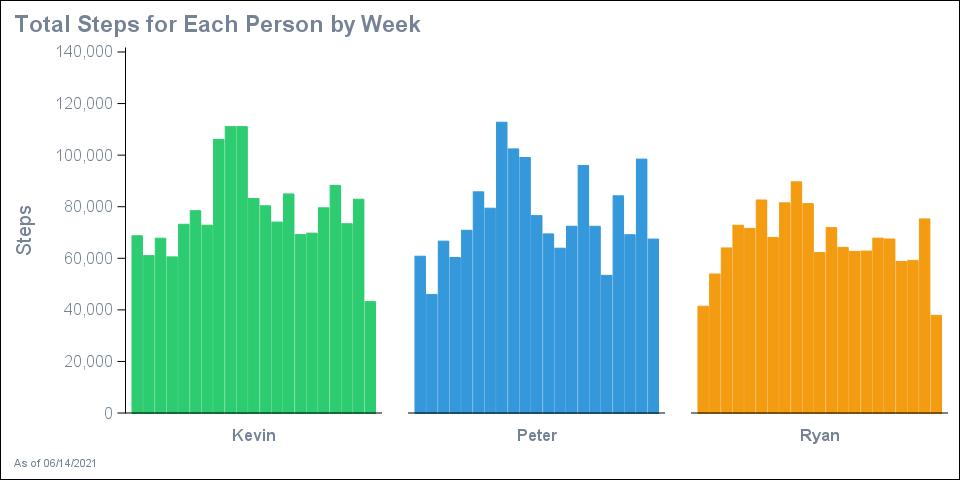 Total Steps for Each Person by Week
140,000
120,000
100,000
80,000
60,000
40,000
20,000
0
Steps
Kevin
Peter
Ryan
As of 06/14/2021